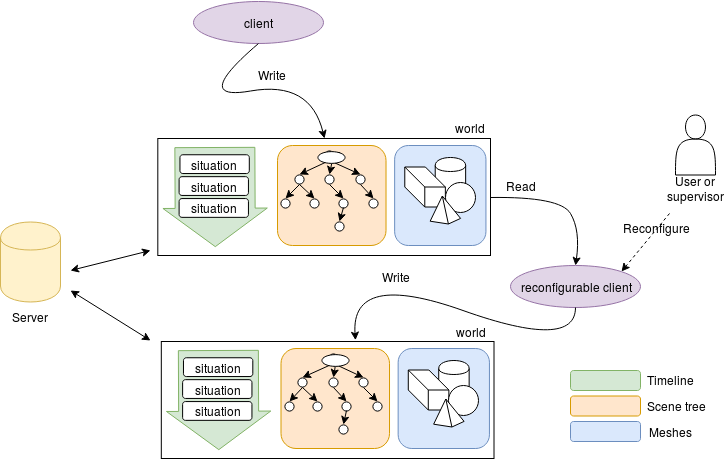 client
Write
world
situation
situation
situation
Read
User or
supervisor
Reconfigure
reconfigurable client
Server
Write
world
situation
situation
situation
Timeline
Scene tree
Meshes